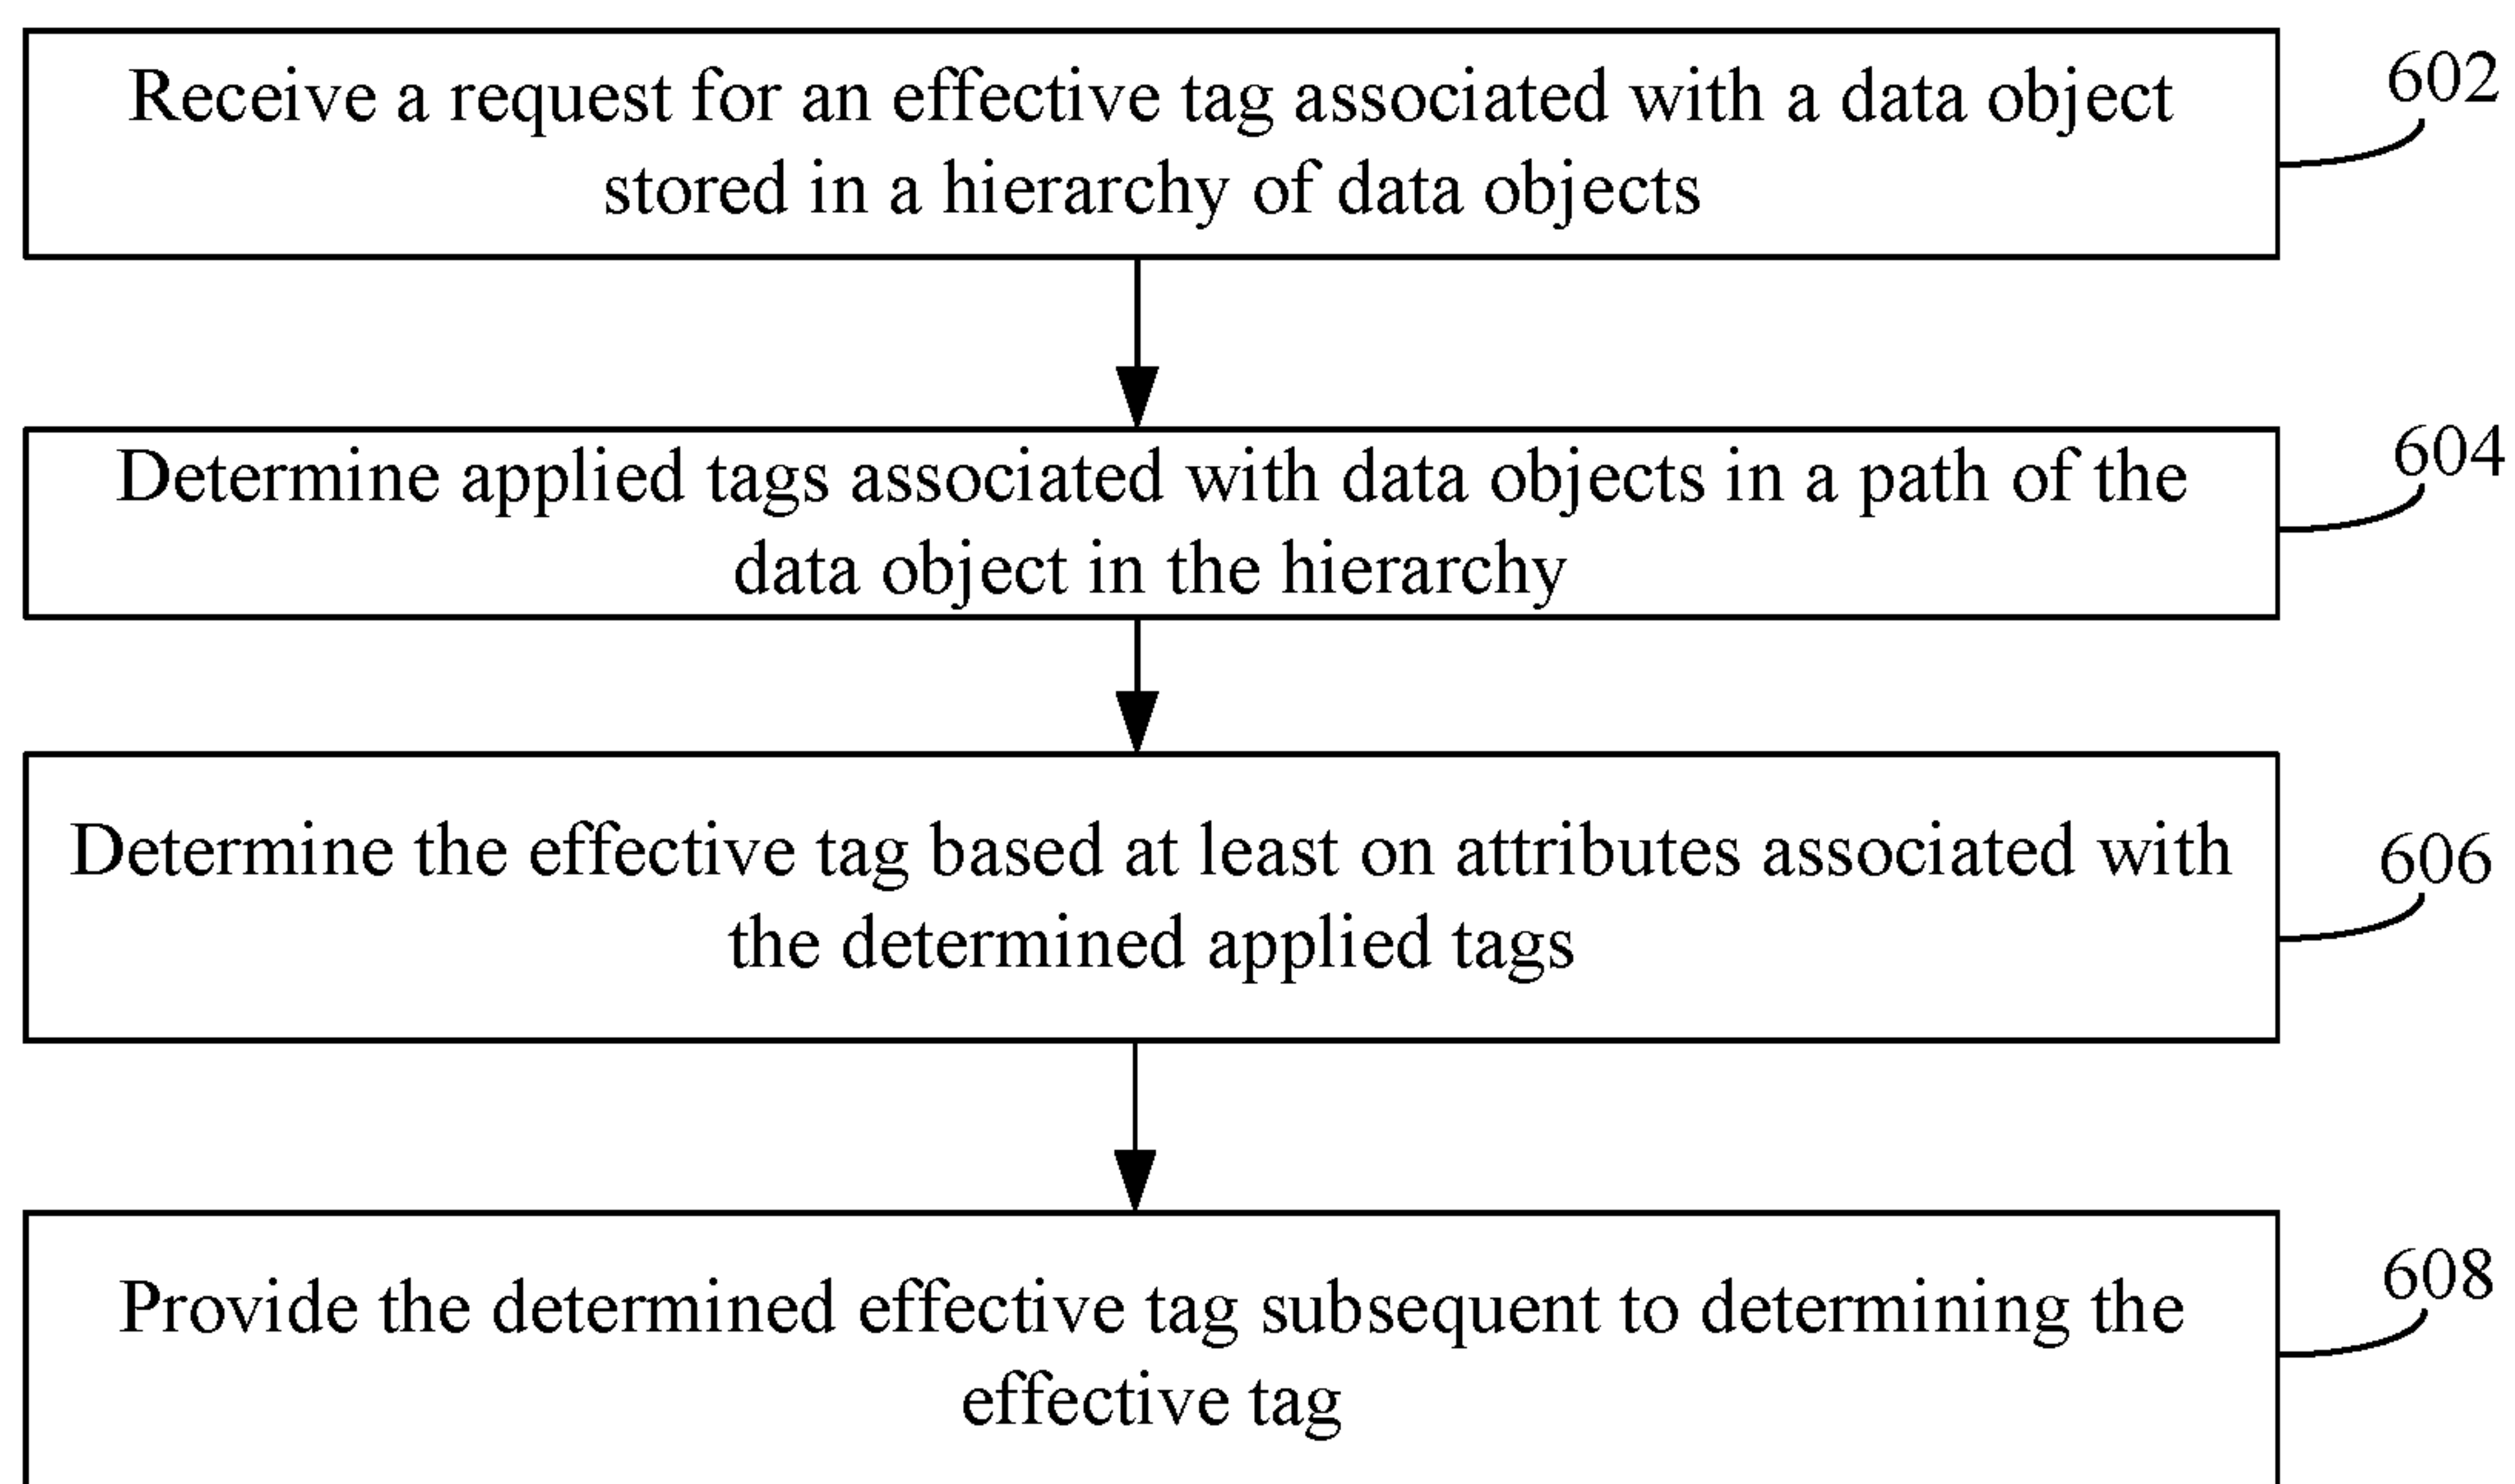 Receive a request for an effective tag associated with a data object
stored in a hierarchy of data objects
602
Determine applied tags associated with data objects in a path of the
data object in the hierarchy
604
Determine the effective tag based at least on attributes associated with
the determined applied tags
606
Provide the determined effective tag subsequent to determining the
effective tag
608